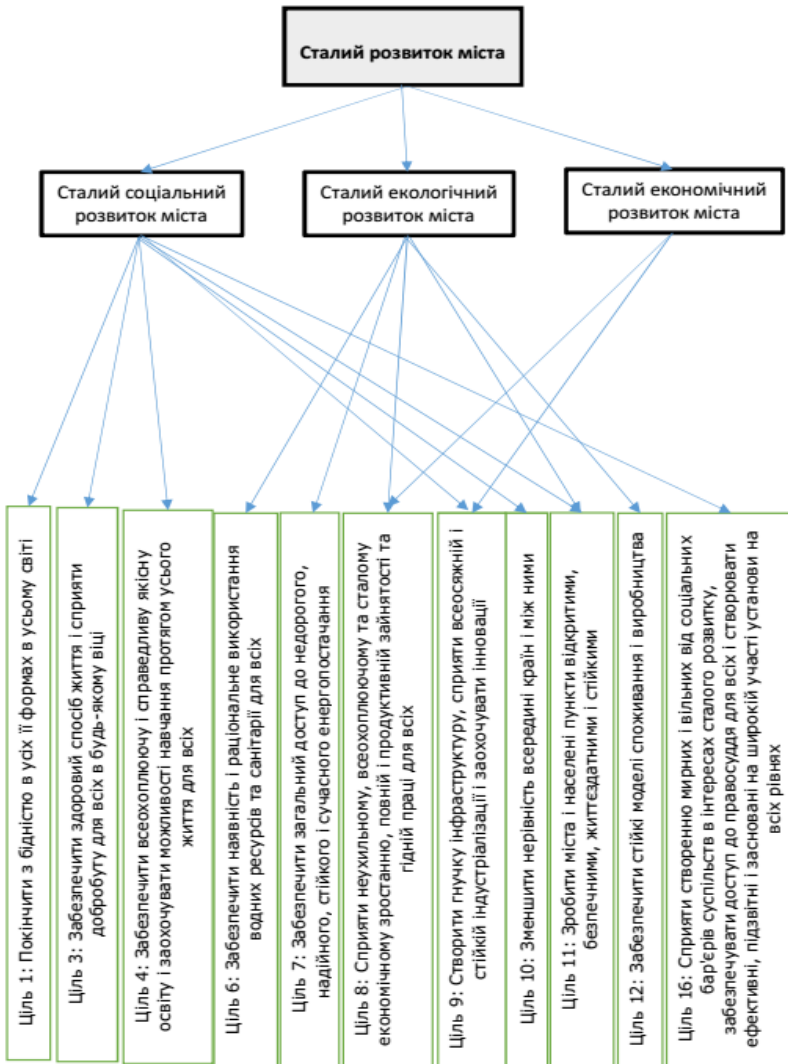 Сталий розвиток міста
Сталий соціальний
розвиток міста
Сталий екологічний
розвиток міста
Сталий економічний
розвиток міста
Ціль 1: Покінчити з бідністю в усіх її формах в усьому світі
Ціль 3: Забезпечити здоровий спосіб життя і сприяти
добробуту для всіх в будь-якому віці
Ціль 4: Забезпечити всеохоплюючу і справедливу якісну
освіту і заохочувати можливості навчання протягом усього
життя для всіх
Ціль 6: Забезпечити наявність і раціональне використання
водних ресурсів та санітарії для всіх
Ціль 7: Забезпечити загальний доступ до недорогого,
надійного, стійкого і сучасного енергопостачання
Ціль 8: Сприяти неухильному, всеохоплюючому та сталому
економічному зростанню, повній і продуктивній зайнятості та
гідній праці для всіх
Ціль 9: Створити гнучку інфраструктуру, сприяти всеосяжній і
стійкій індустріалізації і заохочувати інновації
Ціль 10: Зменшити нерівність всередині країн і між ними
Ціль 11: Зробити міста і населені пункти відкритими,
безпечними, життєздатними і стійкими
Ціль 12: Забезпечити стійкі моделі споживання і виробництва
Ціль 16: Сприяти створенню мирних і вільних від соціальних
бар'єрів суспільств в інтересах сталого розвитку,
забезпечувати доступ до правосуддя для всіх і створювати
ефективні, підзвітні і засновані на широкій участі установи на
всіх рівнях